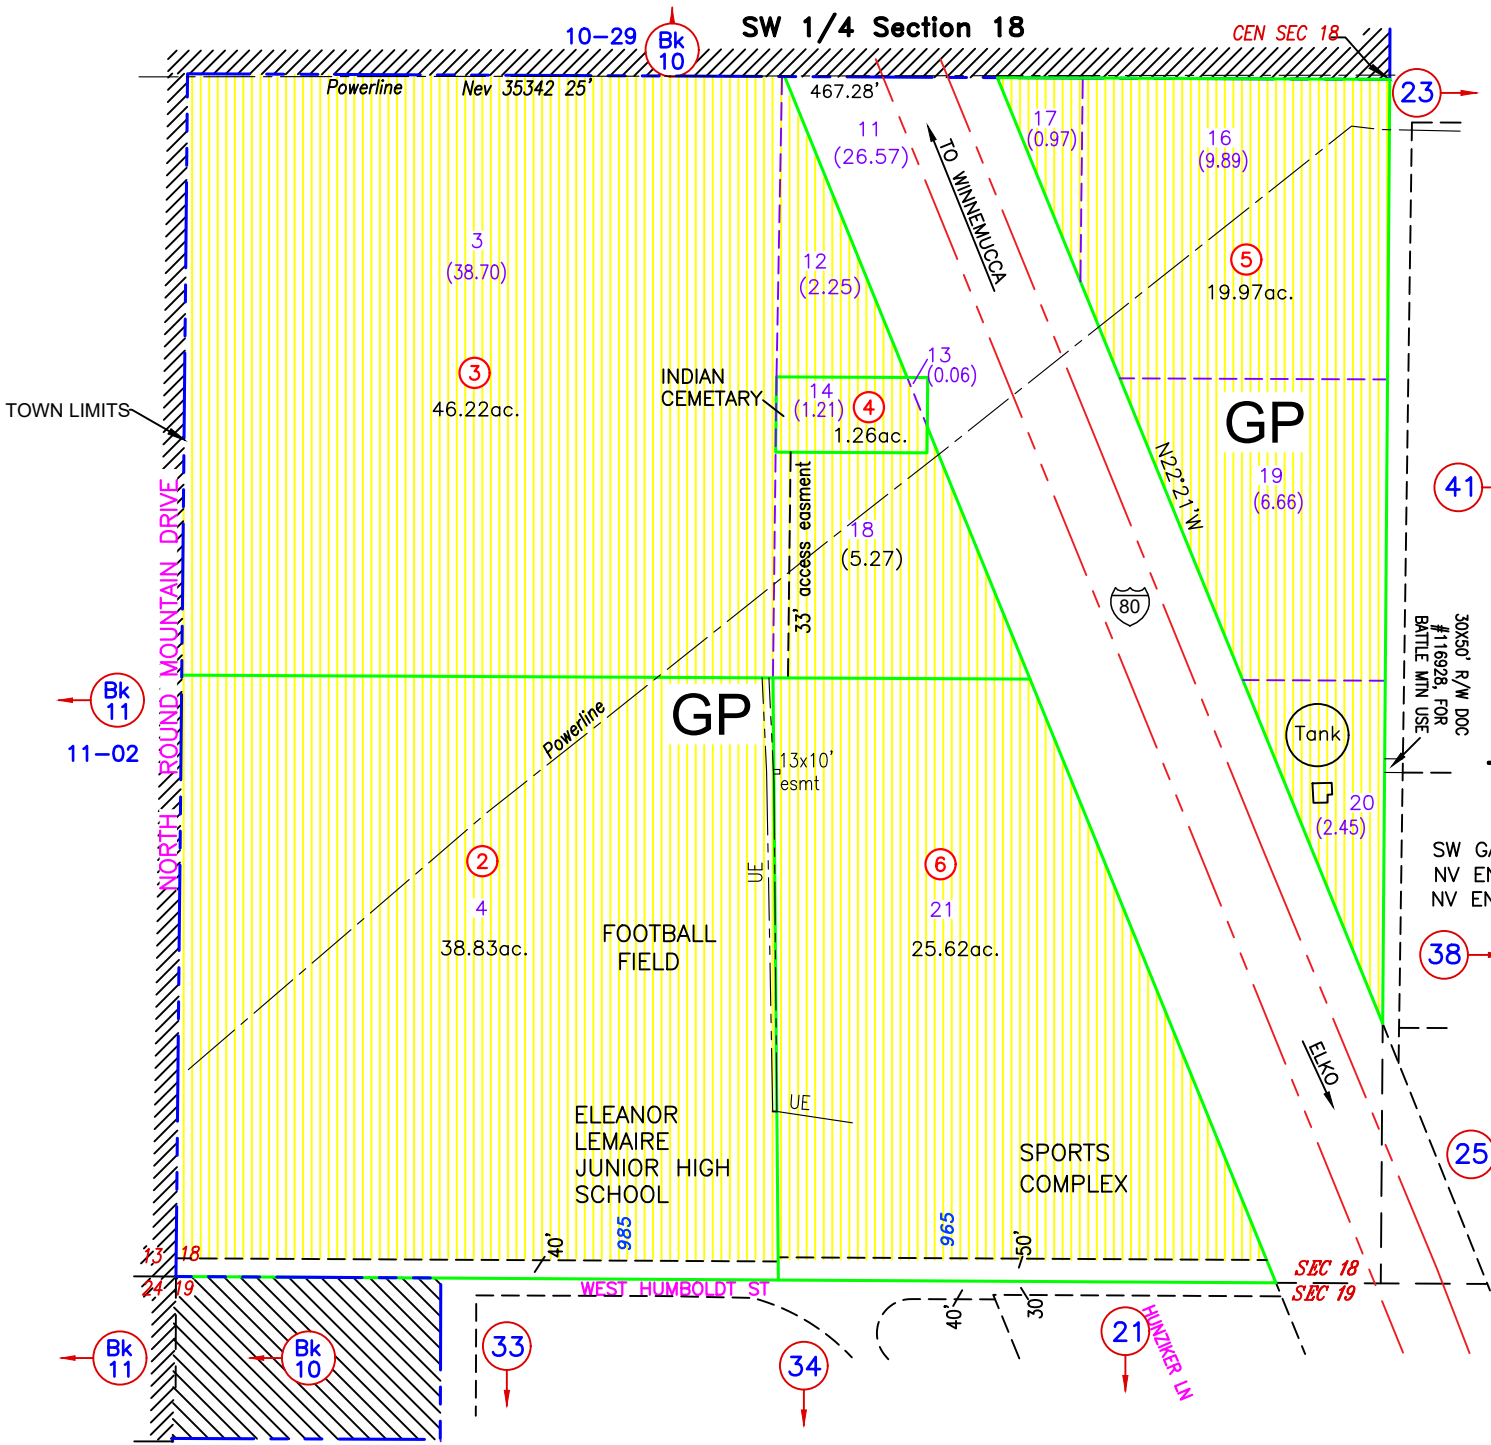 SW 1/4 Section 18
10-29
Bk
10
CEN SEC 18
23
Powerline
Nev 35342 25'
467.28'
11
(26.57)
17
(0.97)
16
(9.89)
TO WINNEMUCCA
3
(38.70)
12
(2.25)
5
19.97ac.
3
46.22ac.
TOWN LIMITS
INDIAN
CEMETARY
13
(0.06)
14
(1.21)
4
1.26ac.
GP
19
(6.66)
N22°21'W
41
33' access easment
18
(5.27)
80
NORTH ROUND MOUNTAIN DRIVE
30X50' R/W DOC
#116928, FOR
BATTLE MTN USE
Bk
11
11-02
GP
Powerline
13x10'
esmt
Tank
20
(2.45)
SW
NV
NV
2
4
38.83ac.
UE
FOOTBALL
FIELD
6
21
25.62ac.
38
ELKO
UE
ELEANOR
LEMAIRE
JUNIOR HIGH
SCHOOL
SPORTS
COMPLEX
25
985
965
40'
50'
13 18
24 19
SEC 18
SEC 19
WEST HUMBOLDT ST
40'
30'
HUNZIKER LN
Bk
11
Bk
10
33
34
21